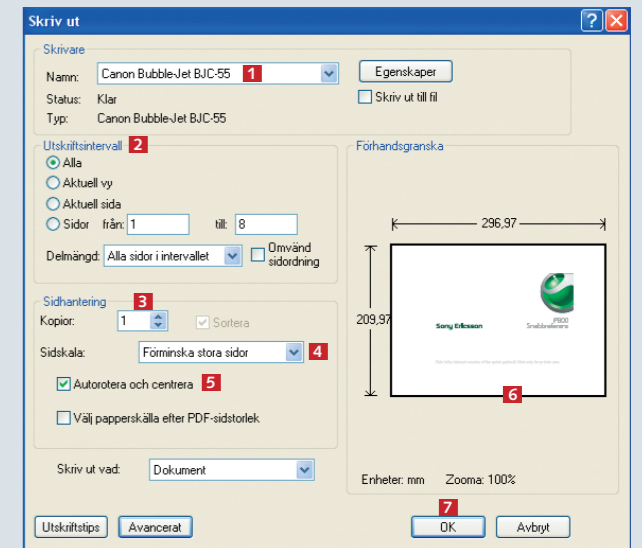 Skriv ut
Skrivare
Namn: Canon Bubble-Jet BJC-55 1 Egenskaper
Status: Klar Skriv ut till fil
Typ: Canon Bubble-Jet BJC-55
Utskriftsintervall 2
Alla
Aktuell vy
Aktuell sida
Sidor från: 1 till: 8
Delmängd: Alla sidor i intervallet Omvänd sidordning
Sidhantering 3
Kopior: 1 Sortera
Sidskala: Förminska stora sidor 4
Autorotera och centrera 5
Välj papperskälla efter PDF-sidstorlek
Skriv ut vad: Dokument
Förhandsgranska
296,97
209,97
Sony Ericsson
P800
Snabbreferens
6
Enheter: mm Zooma: 100%
7
Utskriftstips Avancerat OK Avbryt